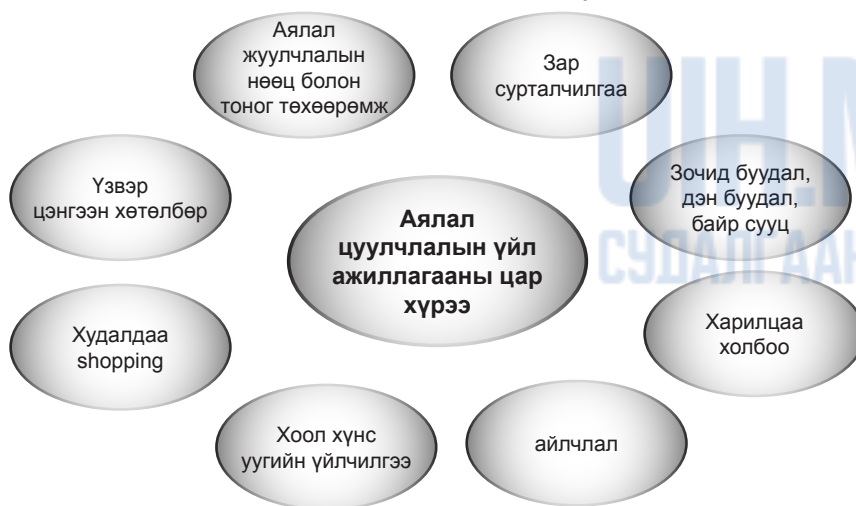 Аялал
жуулчлалын
нөөц болон
тоног төхөөрөмж
Зар
сурталчилгаа
Үзвэр
цэнгээн хөтөлбөр
Зочид буудал,
дэн буудал,
байр сууц
Аялал
цуулчлалын үйл
ажиллагааны цар
хүрээ
Худалдаа
shopping
Харилцаа
холбоо
Хоол хүнс
уугийн үйлчилгээ
айлчлал